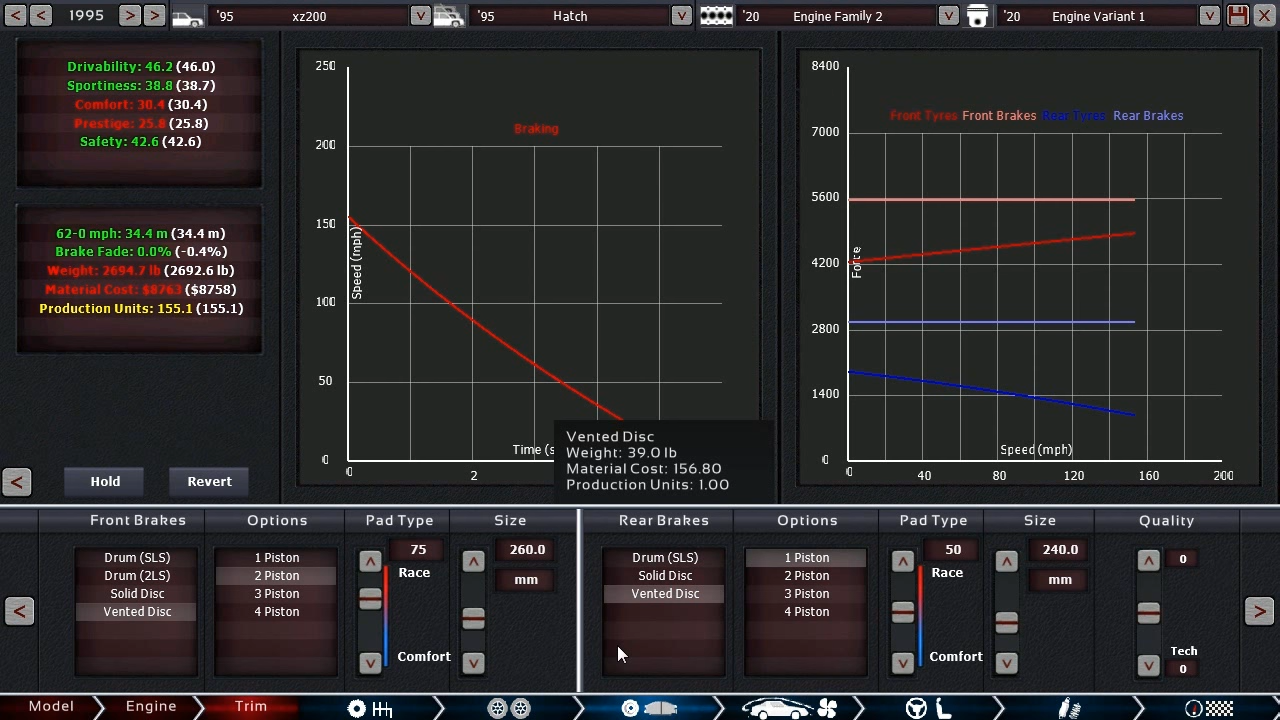 1995
'95 xz200
'95 Hatch
'20 Engine Family 2
'20 Engine Variant 1
Drivability: 46.2 (46.0)
Sportiness: 38.8 (38.7)
Comfort: 30.4 (30.4)
Prestige: 25.8 (25.8)
Safety: 42.6 (42.6)
62-0 mph: 34.4 m (34.4 m)
Brake Fade: 0.0% (-0.4%)
Weight: 2694.7 lb (2692.6 lb)
Material Cost: $8763 ($8758)
Production Units: 155.1 (155.1)
Hold
Revert
250
200
150
100
50
0
Speed (mph)
Braking
0
2
Time (s
Vented Disc
Weight: 39.0 lb
Material Cost: 156.80
Production Units: 1.00
8400
7000
5600
4200
2800
1400
0
Force
Front Tyres Front Brakes Rear Tyres Rear Brakes
Speed (mph)
0 40 80 120 160 200
Front Brakes
Drum (SLS)
Drum (2LS)
Solid Disc
Vented Disc
Options
1 Piston
2 Piston
3 Piston
4 Piston
Pad Type
75
Race
Comfort
Size
260.0
mm
Rear Brakes
Drum (SLS)
Solid Disc
Vented Disc
Options
1 Piston
2 Piston
3 Piston
4 Piston
Pad Type
50
Race
Comfort
Size
240.0
mm
Quality
0
Tech
0
Model
Engine
Trim